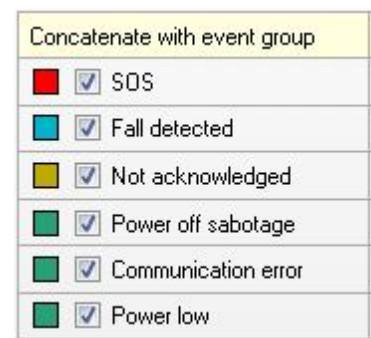 Concatenate with event group
SOS
Fall detected
Not acknowledged
Power off sabotage
Communication error
Power low